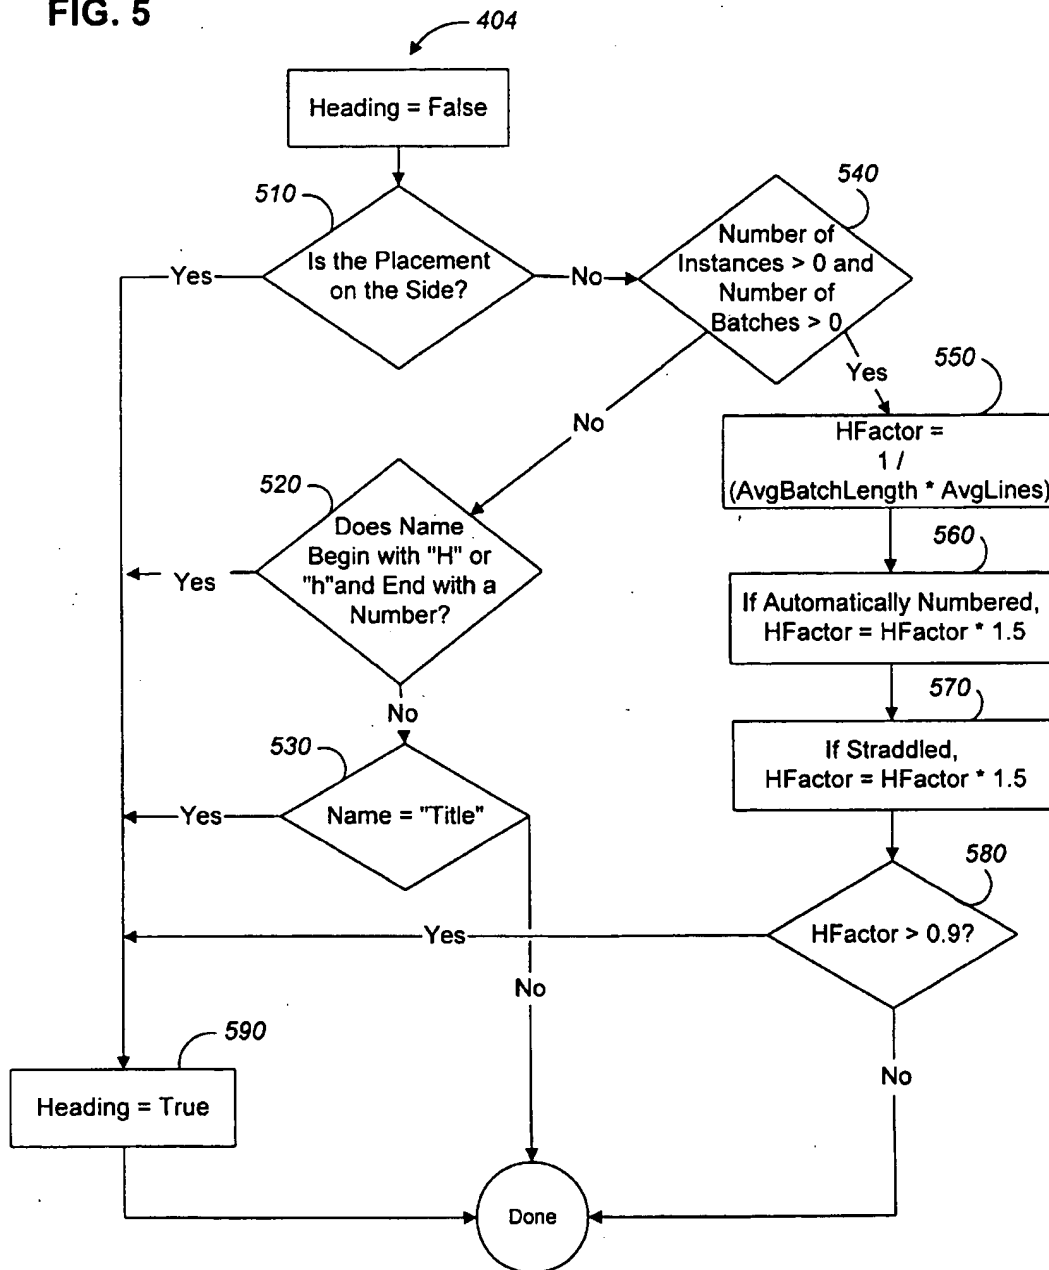 FIG. 5
404
Heading = False
510
Is the Placement
on the Side?
Yes
No
540
Number of
Instances > 0 and
Number of
Batches > 0
Yes
No
550
HFactor =
1 /
(AvgBatchLength * AvgLines)
520
Does Name
Begin with "H" or
"h"and End with a
Number?
Yes
No
560
If Automatically Numbered,
HFactor = HFactor * 1.5
570
If Straddled,
HFactor = HFactor * 1.5
530
Name = "Title"
Yes
No
580
HFactor > 0.9?
Yes
No
590
Heading = True
Done